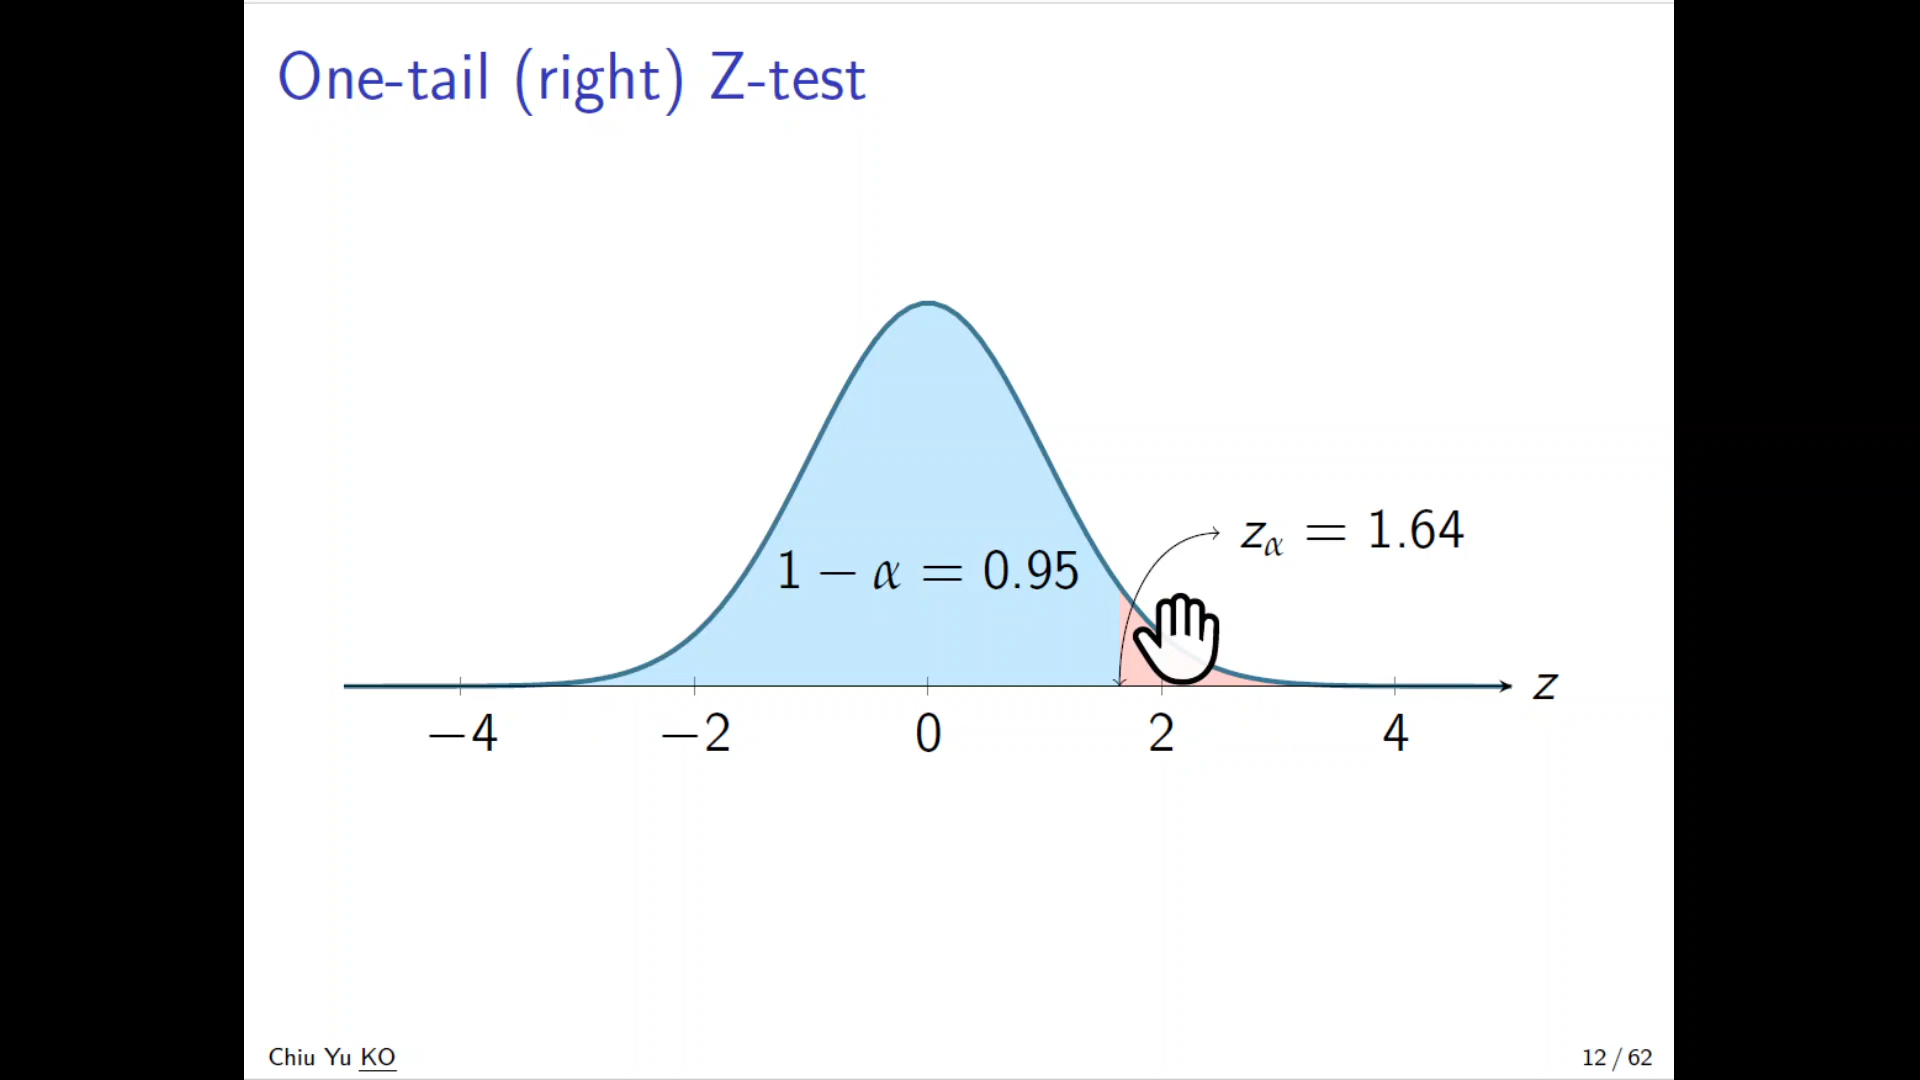 One-tail (right) Z-test
zα = 1.64
1 − α = 0.95
z
−4 −2 0 2 4
Chiu Yu KO
12 / 62